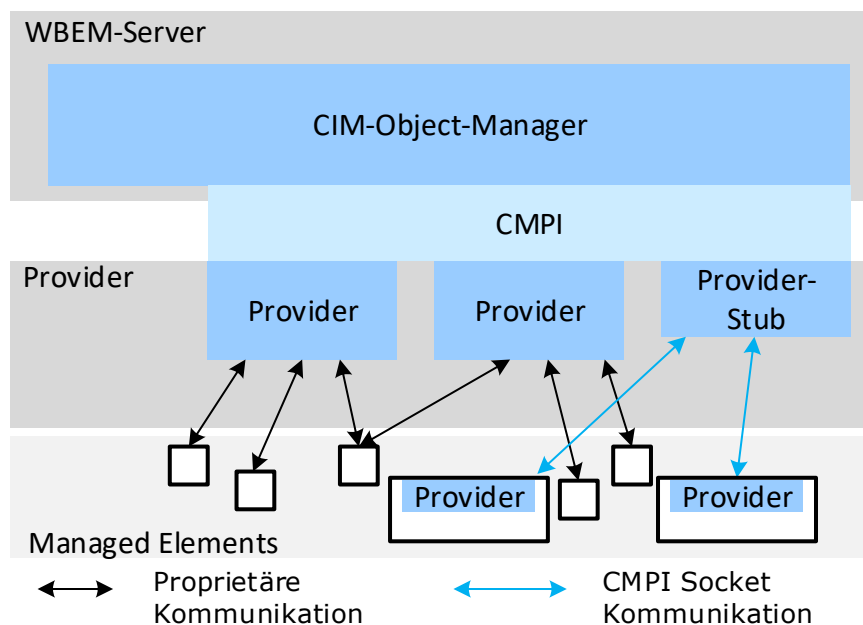 WBEM-Server
CIM-Object-Manager
CMPI
Provider
Provider
Provider
Provider-
Stub
Provider
Provider
Managed Elements
Proprietäre
Kommunikation
CMPI Socket
Kommunikation